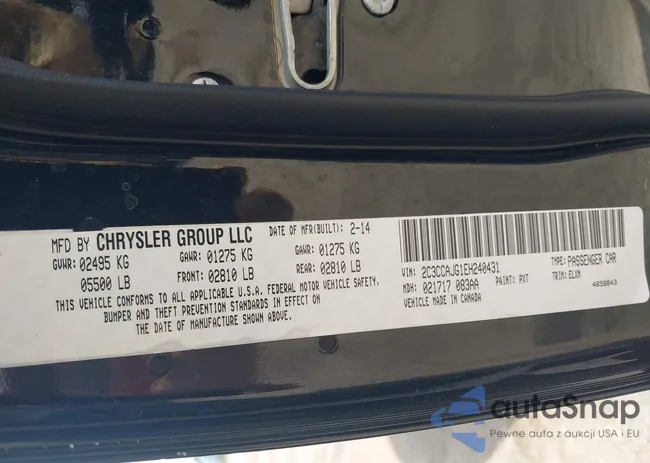 MFD BY CHRYSLER GROUP LLC
DATE OF MFR(BUILT): 2-14
GVWR: 02495 KG GAWR: 01275 KG GAWR: 01275 KG
05500 LB FRONT: 02810 LB REAR: 02810 LB
THIS VEHICLE CONFORMS TO ALL APPLICABLE U.S.A. FEDERAL MOTOR VEHICLE SAFETY,
BUMPER AND THEFT PREVENTION STANDARDS IN EFFECT ON
THE DATE OF MANUFACTURE SHOWN ABOVE.
VIN: 2C3CCAJG1EH240431 TYPE: PASSENGER CAR
MDH: 021717 083AA PAINT: PXT TRIM: ELXN
VEHICLE MADE IN CANADA 4658843
autoSnap
Pewne auta z aukcji USA i EU